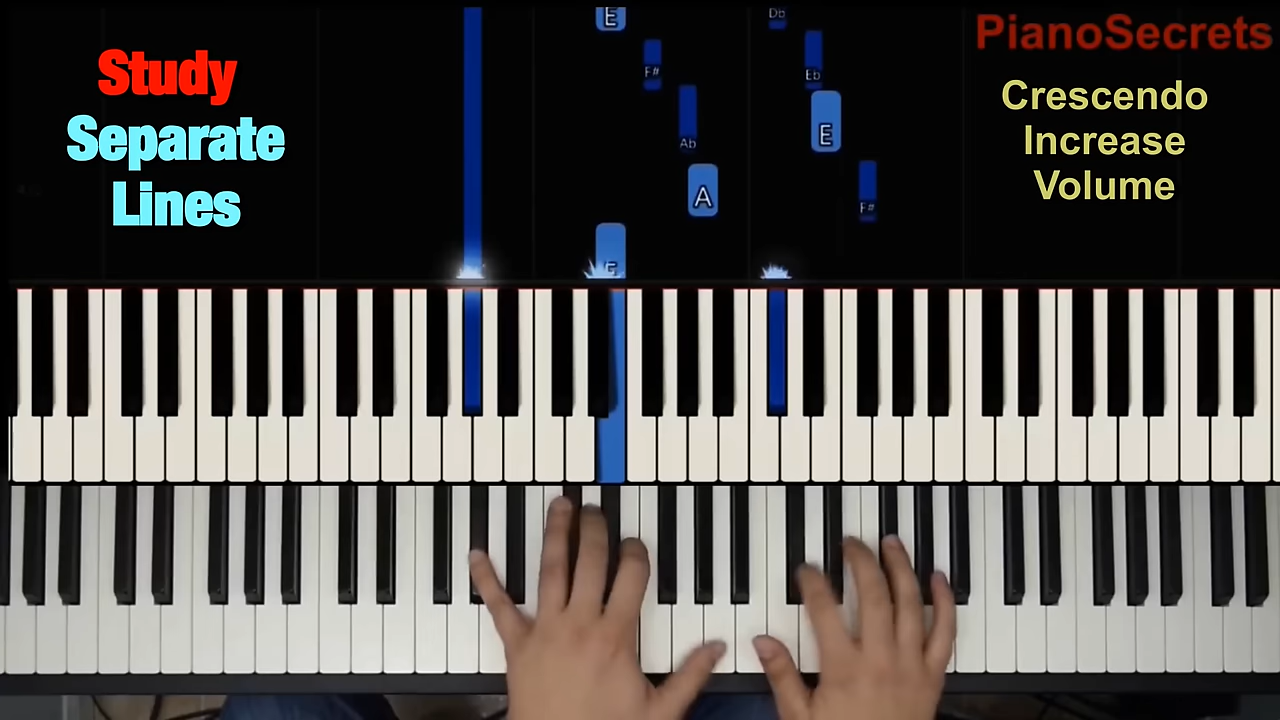 Study
Separate
Lines
PianoSecrets
Crescendo
Increase
Volume
E
Db
F#
Eb
E
Ab
A
F#